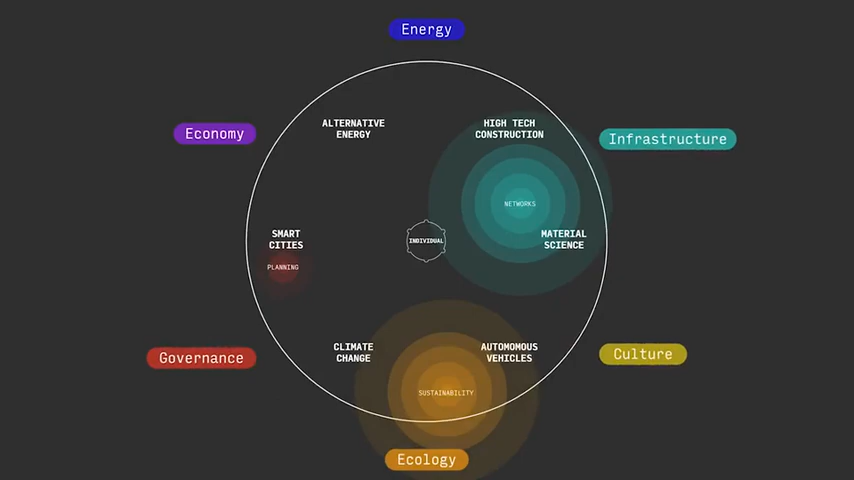 Energy
Economy
ALTERNATIVE
ENERGY
HIGH TECH
CONSTRUCTION
Infrastructure
NETWORKS
SMART
CITIES
PLANNING
INDIVIDUAL
MATERIAL
SCIENCE
Governance
CLIMATE
CHANGE
AUTOMOMOUS
VEHICLES
Culture
SUSTAINABILITY
Ecology